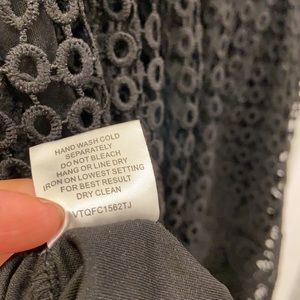 HAND WASH COLD
SEPARATELY
DO NOT BLEACH
HANG OR LINE DRY
IRON ON LOWEST SETTING
FOR BEST RESULT
DRY CLEAN
VTQFC1562TJ